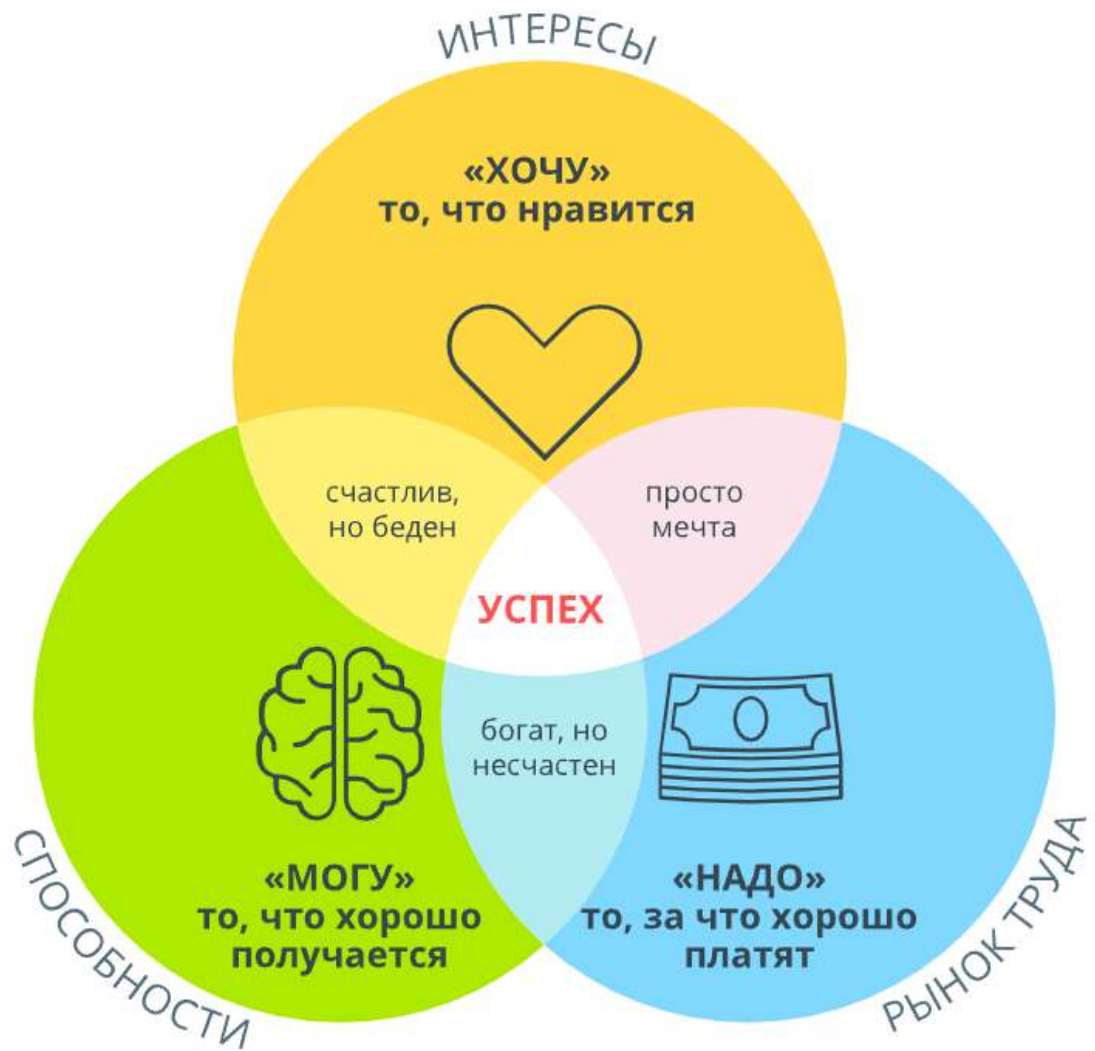 ИНТЕРЕСЫ
«ХОЧУ»
то, что нравится
счастлив,
но беден
просто
мечта
УСПЕХ
богат, но
несчастен
«МОГУ»
то, что хорошо
получается
«НАДО»
то, за что хорошо
платят
СПОСОБНОСТИ
РЫНОК ТРУДА